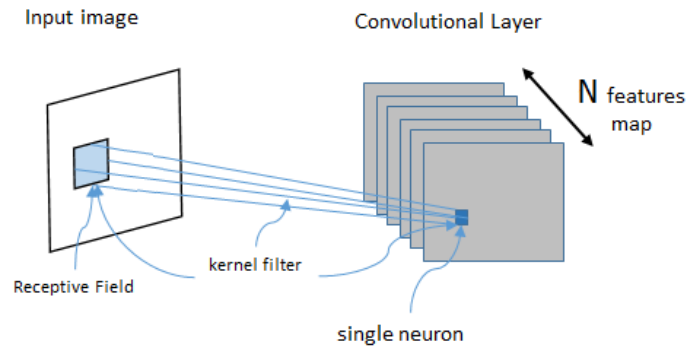 Input image
Convolutional Layer
N features
map
kernel filter
Receptive Field
single neuron